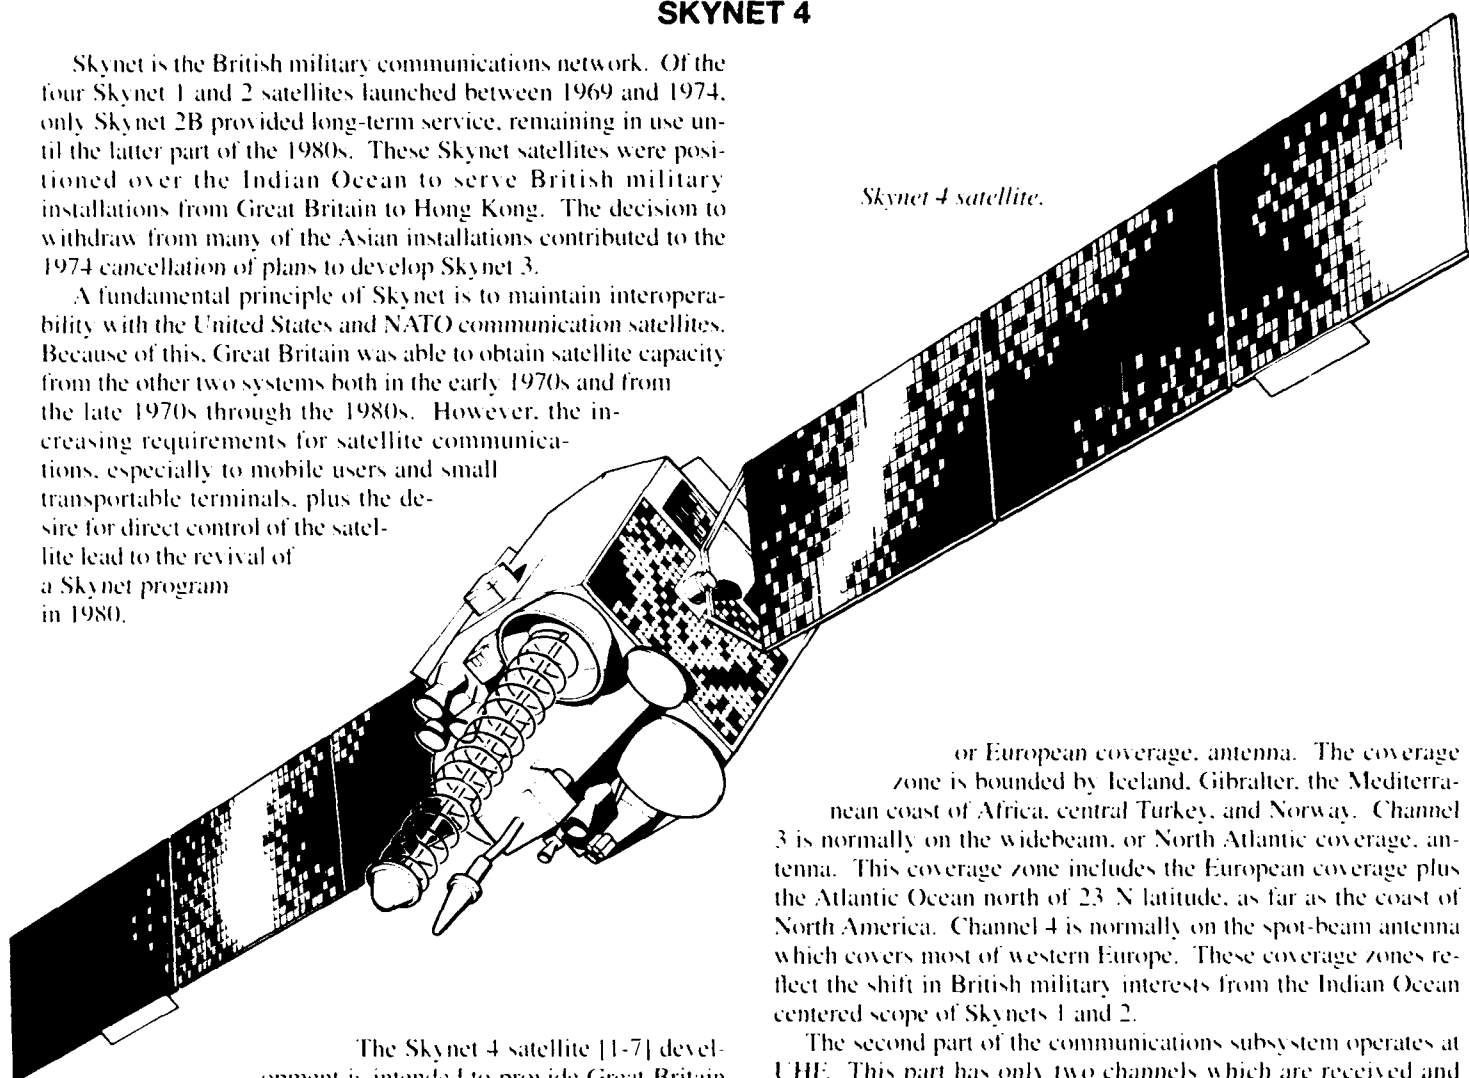 SKYNET 4
Skynet is the British military communications network. Of the
four Skynet 1 and 2 satellites launched between 1969 and 1974,
only Skynet 2B provided long-term service, remaining in use un-
til the latter part of the 1980s. These Skynet satellites were posi-
tioned over the Indian Ocean to serve British military
installations from Great Britain to Hong Kong. The decision to
withdraw from many of the Asian installations contributed to the
1974 cancellation of plans to develop Skynet 3.
A fundamental principle of Skynet is to maintain interopera-
bility with the United States and NATO communication satellites.
Because of this, Great Britain was able to obtain satellite capacity
from the other two systems both in the early 1970s and from
the late 1970s through the 1980s. However, the in-
creasing requirements for satellite communica-
tions, especially to mobile users and small
transportable terminals, plus the de-
sire for direct control of the satel-
lite lead to the revival of
a Skynet program
in 1980.
Skynet 4 satellite.
The Skynet 4 satellite [1-7] devel-
opment is intended to provide Great Britain
or European coverage, antenna. The coverage
zone is bounded by Iceland, Gibralter, the Mediterra-
nean coast of Africa, central Turkey, and Norway. Channel
3 is normally on the widebeam, or North Atlantic coverage, an-
tenna. This coverage zone includes the European coverage plus
the Atlantic Ocean north of 23 N latitude, as far as the coast of
North America. Channel 4 is normally on the spot-beam antenna
which covers most of western Europe. These coverage zones re-
flect the shift in British military interests from the Indian Ocean
centered scope of Skynets 1 and 2.
The second part of the communications subsystem operates at
UHF. This part has only two channels which are received and